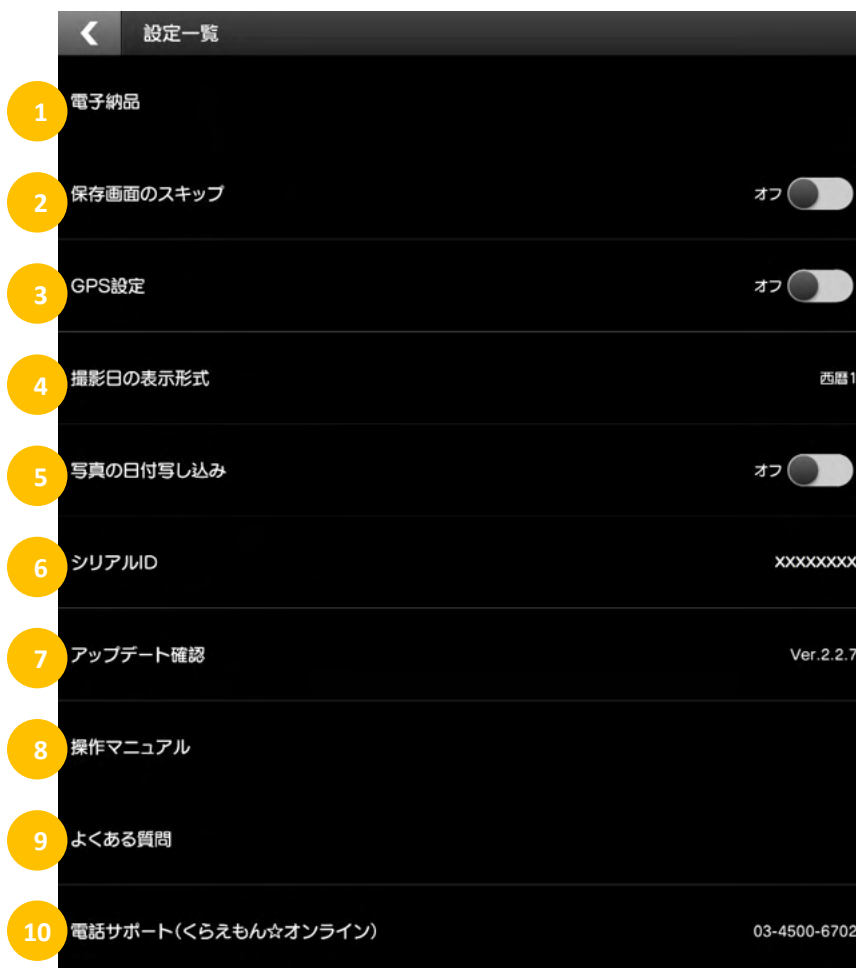 設定一覧
1 電子納品
2 保存画面のスキップ オフ
3 GPS設定 オフ
4 撮影日の表示形式 西暦1
5 写真の日付写し込み オフ
6 シリアルID XXXXXXXX
7 アップデート確認 Ver.2.2.7
8 操作マニュアル
9 よくある質問
10 電話サポート(くらえもん☆オンライン) 03-4500-6702